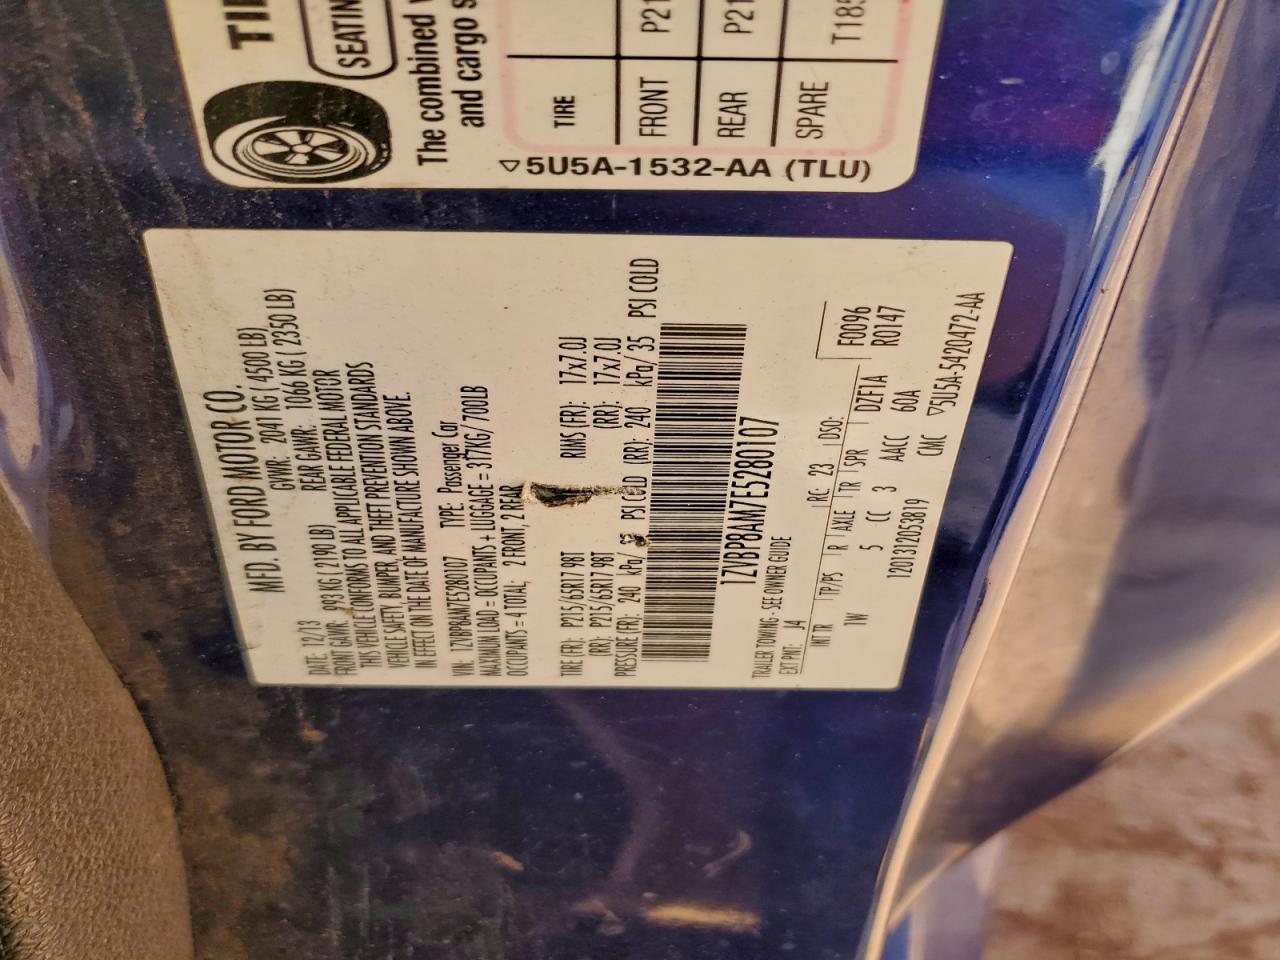 TI
SEATIN
The combined
and cargo s
TIRE
FRONT P21
REAR P21
SPARE T185
▽5U5A-1532-AA (TLU)
MFD. BY FORD MOTOR CO.
DATE: 12/13 GVWR: 2041 KG ( 4500 LB)
FRONT GAWR: 993 KG ( 2190 LB) REAR GAWR: 1066 KG ( 2350 LB)
THIS VEHICLE CONFORMS TO ALL APPLICABLE FEDERAL MOTOR
VEHICLE SAFETY, BUMPER, AND THEFT PREVENTION STANDARDS
IN EFFECT ON THE DATE OF MANUFACTURE SHOWN ABOVE.
VIN: 1ZVBP8AM7E5280107 TYPE: Passenger Car
MAXIMUM LOAD = OCCUPANTS + LUGGAGE = 317KG/700LB
OCCUPANTS = 4 TOTAL; 2 FRONT, 2 REAR
TIRE (FR): P215/65R17 98T RIMS (FR): 17x7.0J
RR): P215/65R17 98T (RR): 17x7.0J
PRESSURE (FR): 240 kPa/ PSI COLD (RR): 240 kPa/ 35 PSI COLD
1ZVBP8AM7E5280107
TRAILER TOWING - SEE OWNER GUIDE
EXT PNT: J4 RC: 23 DSO: F0096
INT TR TP/PS R AXLE TR SPR DZF1A R0147
TW 5 CC 3 AACC 60A
1201312053819 CMC ▽5U5A-5420472-AA